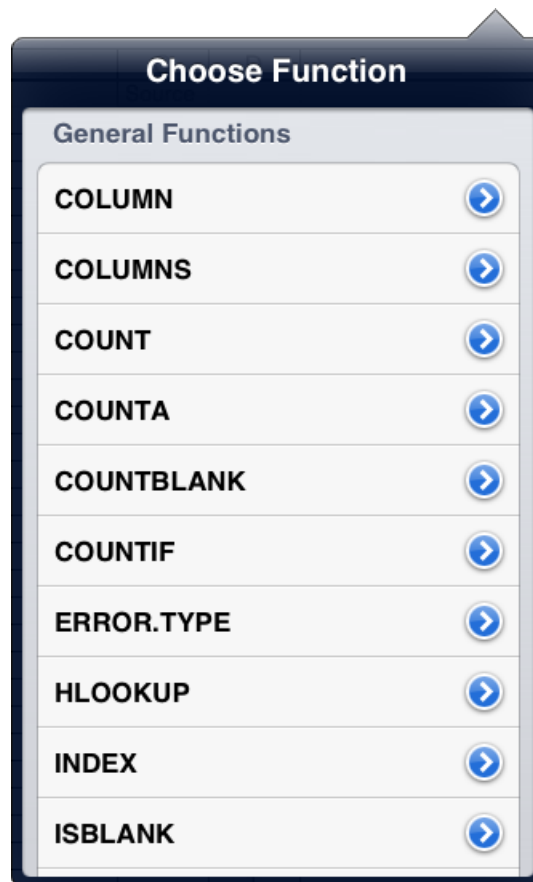 Choose Function
General Functions
COLUMN
COLUMNS
COUNT
COUNTA
COUNTBLANK
COUNTIF
ERROR.TYPE
HLOOKUP
INDEX
ISBLANK